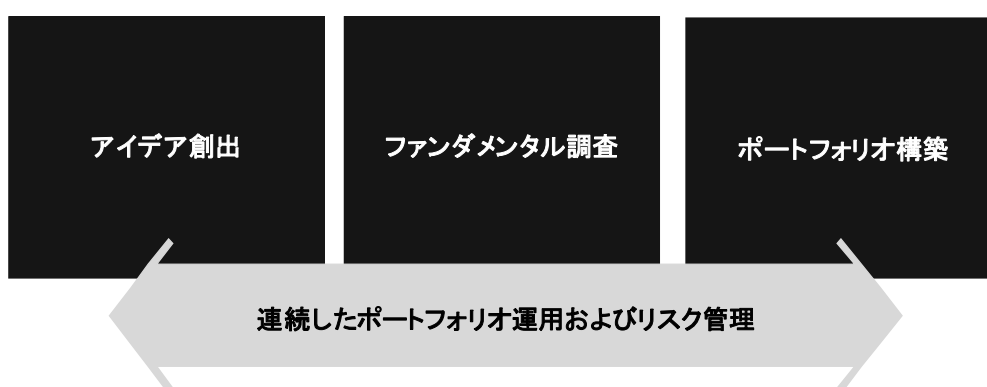 アイデア創出
ファンダメンタル調査
ポートフォリオ構築
連続したポートフォリオ運用およびリスク管理